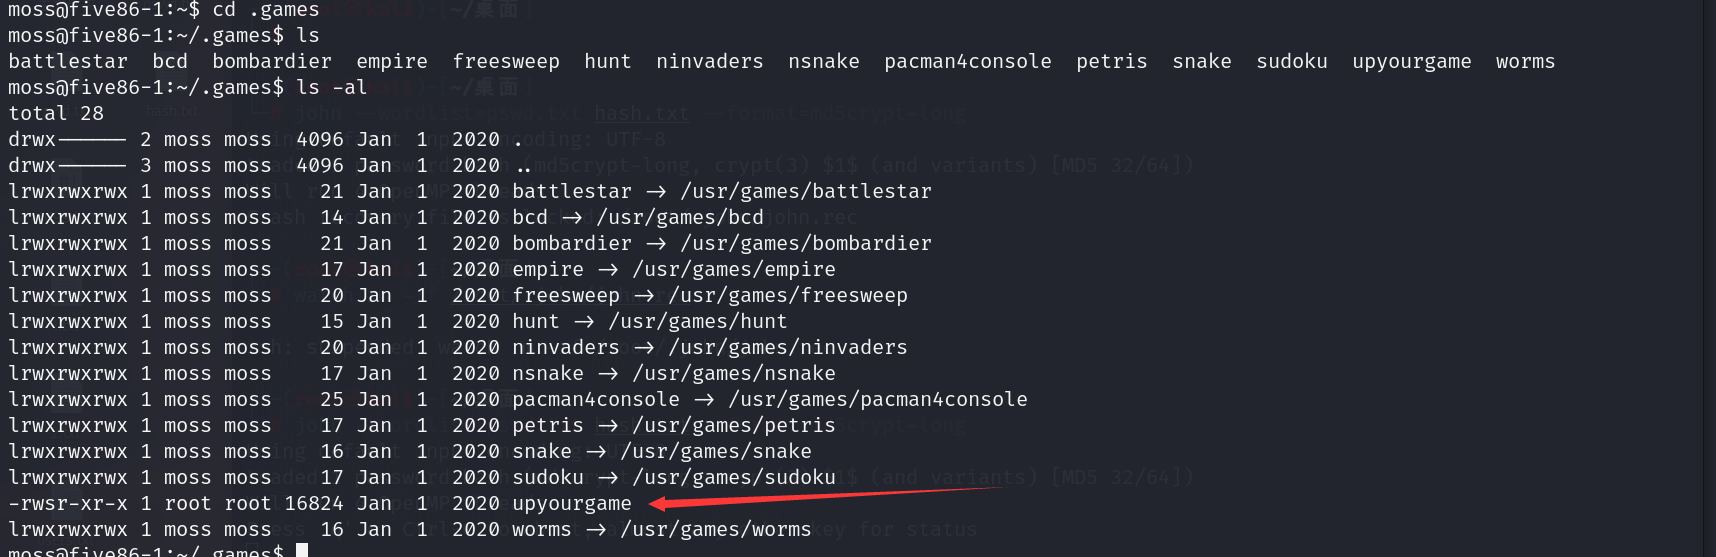 moss@five86-1:~$ cd .games
moss@five86-1:~/.games$ ls
battlestar  bcd  bombardier  empire  freesweep  hunt  ninvaders  nsnake  pacman4console  petris  snake  sudoku  upyourgame  worms
moss@five86-1:~/.games$ ls -al
total 28
drwx------ 2 moss moss  4096 Jan  1  2020 .
drwx------ 3 moss moss  4096 Jan  1  2020 ..
lrwxrwxrwx 1 moss moss    21 Jan  1  2020 battlestar -> /usr/games/battlestar
lrwxrwxrwx 1 moss moss    14 Jan  1  2020 bcd -> /usr/games/bcd
lrwxrwxrwx 1 moss moss    21 Jan  1  2020 bombardier -> /usr/games/bombardier
lrwxrwxrwx 1 moss moss    17 Jan  1  2020 empire -> /usr/games/empire
lrwxrwxrwx 1 moss moss    20 Jan  1  2020 freesweep -> /usr/games/freesweep
lrwxrwxrwx 1 moss moss    15 Jan  1  2020 hunt -> /usr/games/hunt
lrwxrwxrwx 1 moss moss    20 Jan  1  2020 ninvaders -> /usr/games/ninvaders
lrwxrwxrwx 1 moss moss    17 Jan  1  2020 nsnake -> /usr/games/nsnake
lrwxrwxrwx 1 moss moss    25 Jan  1  2020 pacman4console -> /usr/games/pacman4console
lrwxrwxrwx 1 moss moss    17 Jan  1  2020 petris -> /usr/games/petris
lrwxrwxrwx 1 moss moss    16 Jan  1  2020 snake -> /usr/games/snake
lrwxrwxrwx 1 moss moss    17 Jan  1  2020 sudoku -> /usr/games/sudoku
-rwsr-xr-x 1 root root 16824 Jan  1  2020 upyourgame
lrwxrwxrwx 1 moss moss    16 Jan  1  2020 worms -> /usr/games/worms
moss@five86-1:~/.games$